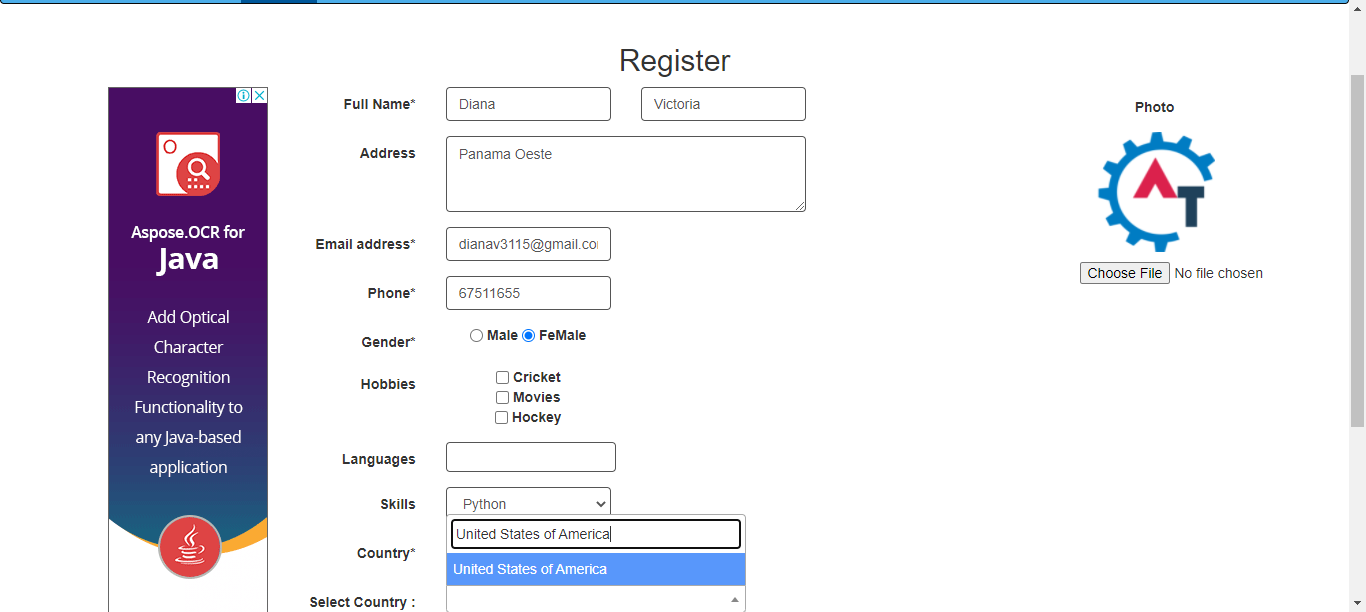 Register
Full Name* Diana Victoria
Address Panama Oeste
Email address* dianav3115@gmail.co
Phone* 67511655
Gender* Male FeMale
Hobbies
Cricket
Movies
Hockey
Languages
Skills Python
Country*
United States of America
United States of America
Select Country :
Photo
AT
Choose File No file chosen
Aspose.OCR for
Java
Add Optical
Character
Recognition
Functionality to
any Java-based
application